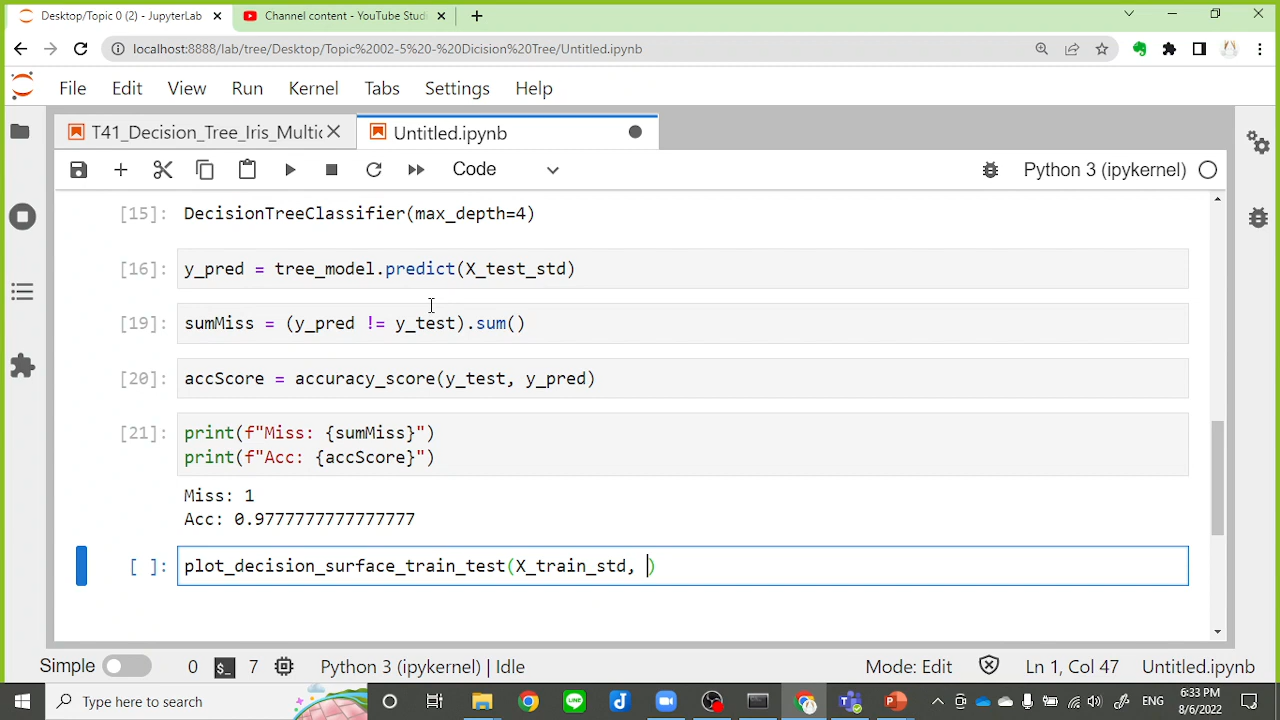 Desktop/Topic 0 (2) - JupyterLab
Channel content - YouTube Studi
localhost:8888/lab/tree/Desktop/Topic%2002-5%20-%20Dicision%20Tree/Untitled.ipynb
File Edit View Run Kernel Tabs Settings Help
T41_Decision_Tree_Iris_Multic
Untitled.ipynb
Code
Python 3 (ipykernel)
[15]: DecisionTreeClassifier(max_depth=4)
[16]: y_pred = tree_model.predict(X_test_std)
[19]: sumMiss = (y_pred != y_test).sum()
[20]: accScore = accuracy_score(y_test, y_pred)
[21]: print(f"Miss: {sumMiss}")
print(f"Acc: {accScore}")
Miss: 1
Acc: 0.9777777777777777
[ ]: plot_decision_surface_train_test(X_train_std, )
Simple 0 $_ 7 Python 3 (ipykernel) | Idle Mode: Edit Ln 1, Col 47 Untitled.ipynb
Type here to search
ENG
6:33 PM
8/6/2022